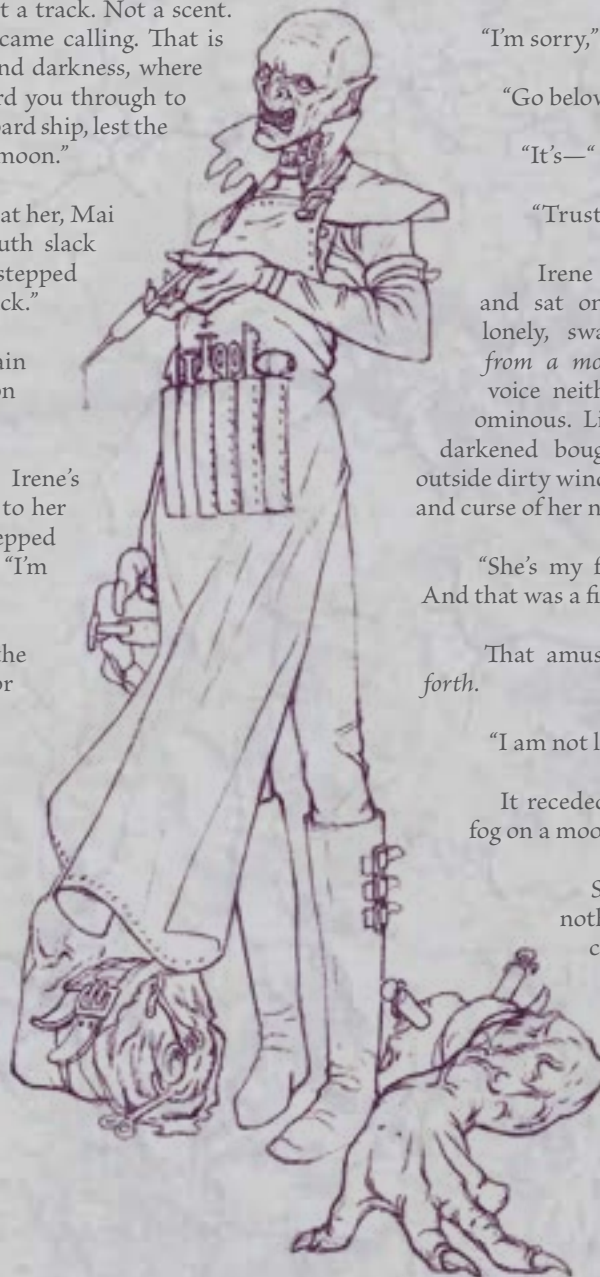 t a track. Not a scent.
came calling. That is
nd darkness, where
rd you through to
ard ship, lest the
moon.”
at her, Mai
uth slack
stepped
ck.”
in
on
Irene’s
to her
epped
“I’m
the
or
“I’m sorry,”
“Go below
“It’s—“
“Trust
Irene
and sat on
lonely, swa
from a mo
voice neith
ominous. Li
darkened boug
outside dirty wind
and curse of her n
“She’s my f
And that was a fi
That amus
forth.
“I am not l
It receded
fog on a moo
S
noth
c